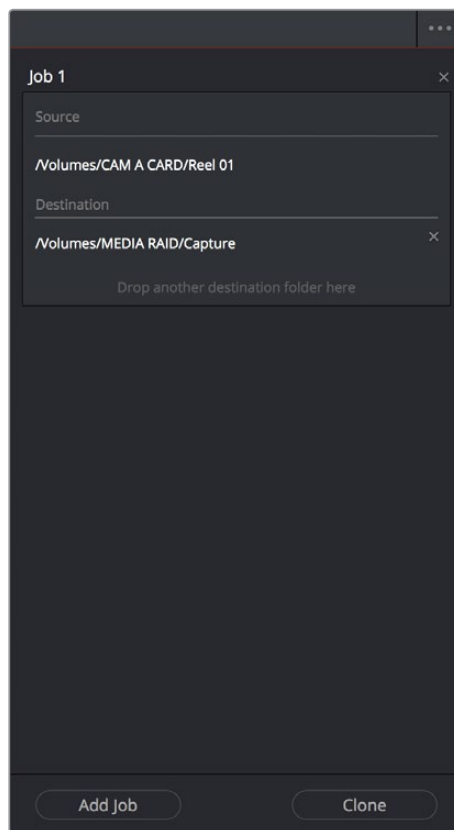 Job 1
Source
/Volumes/CAM A CARD/Reel 01
Destination
/Volumes/MEDIA RAID/Capture
Drop another destination folder here
Add Job
Clone